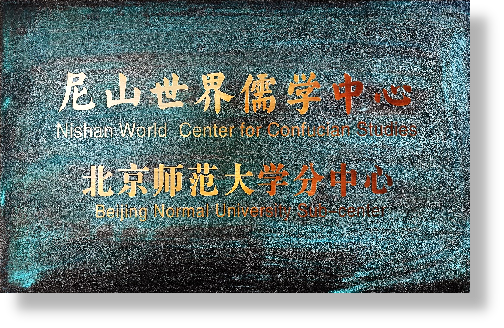 尼山世界儒学中心
Nishan World Center for Confucian Studies
北京师范大学分中心
Beijing Normal University Sub-center